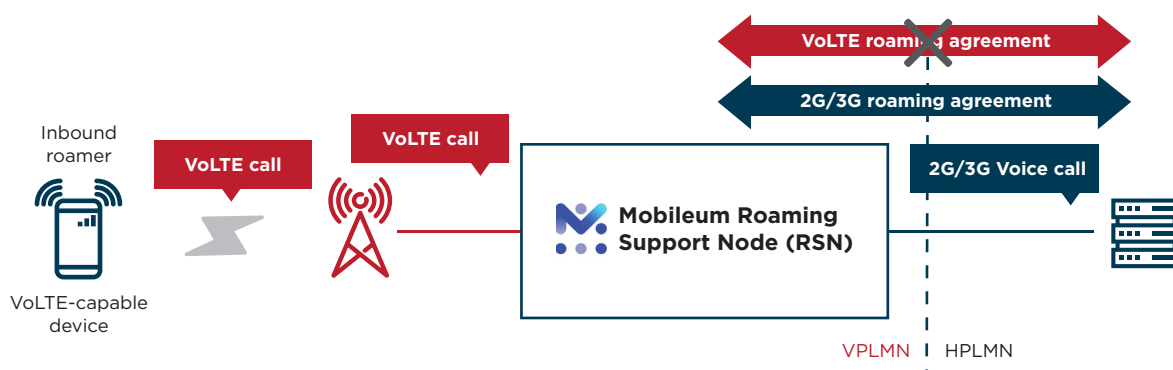 VoLTE roaming agreement
2G/3G roaming agreement
Inbound
roamer
VoLTE call
VoLTE call
2G/3G Voice call
Mobileum Roaming
Support Node (RSN)
VoLTE-capable
device
VPLMN
HPLMN